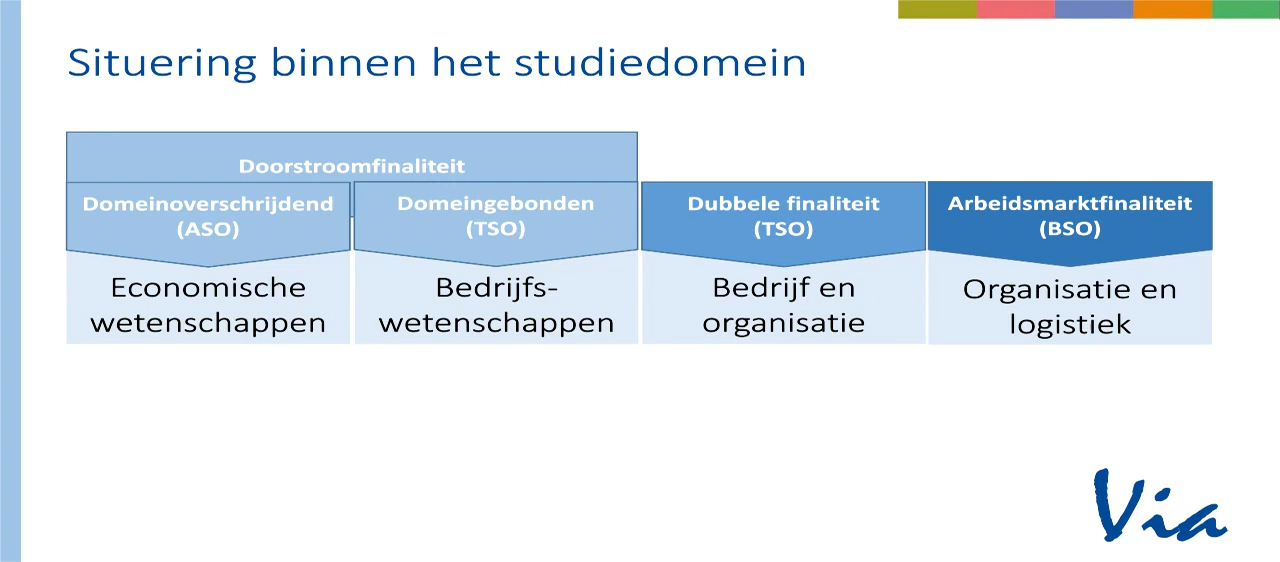 Situering binnen het studiedomein
Doorstroomfinaliteit
Domeinoverschrijdend
(ASO)
Economische
wetenschappen
Domeingebonden
(TSO)
Bedrijfs-
wetenschappen
Dubbele finaliteit
(TSO)
Bedrijf en
organisatie
Arbeidsmarktfinaliteit
(BSO)
Organisatie en
logistiek
Via